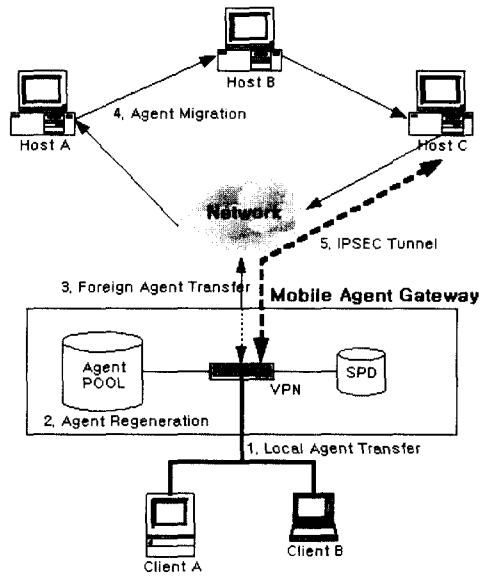 Host B
4, Agent Migration
Host A
Host C
Network
5, IPSEC Tunnel
3, Foreign Agent Transfer
Mobile Agent Gateway
Agent
POOL
SPD
VPN
2, Agent Regeneration
1, Local Agent Transfer
Client A
Client B